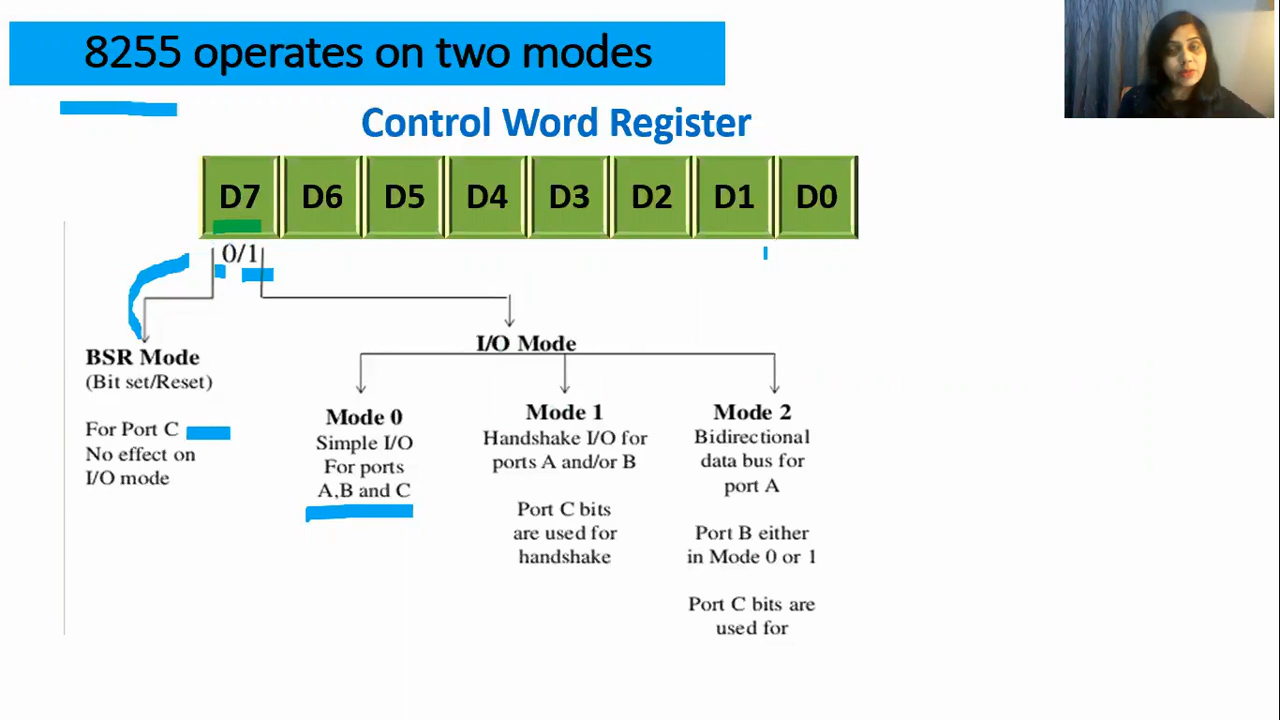 8255 operates on two modes
Control Word Register
D7 D6 D5 D4 D3 D2 D1 D0
0/1
BSR Mode
(Bit set/Reset)
For Port C
No effect on
I/O mode
I/O Mode
Mode 0
Simple I/O
For ports
A,B and C
Mode 1
Handshake I/O for
ports A and/or B
Port C bits
are used for
handshake
Mode 2
Bidirectional
data bus for
port A
Port B either
in Mode 0 or 1
Port C bits are
used for